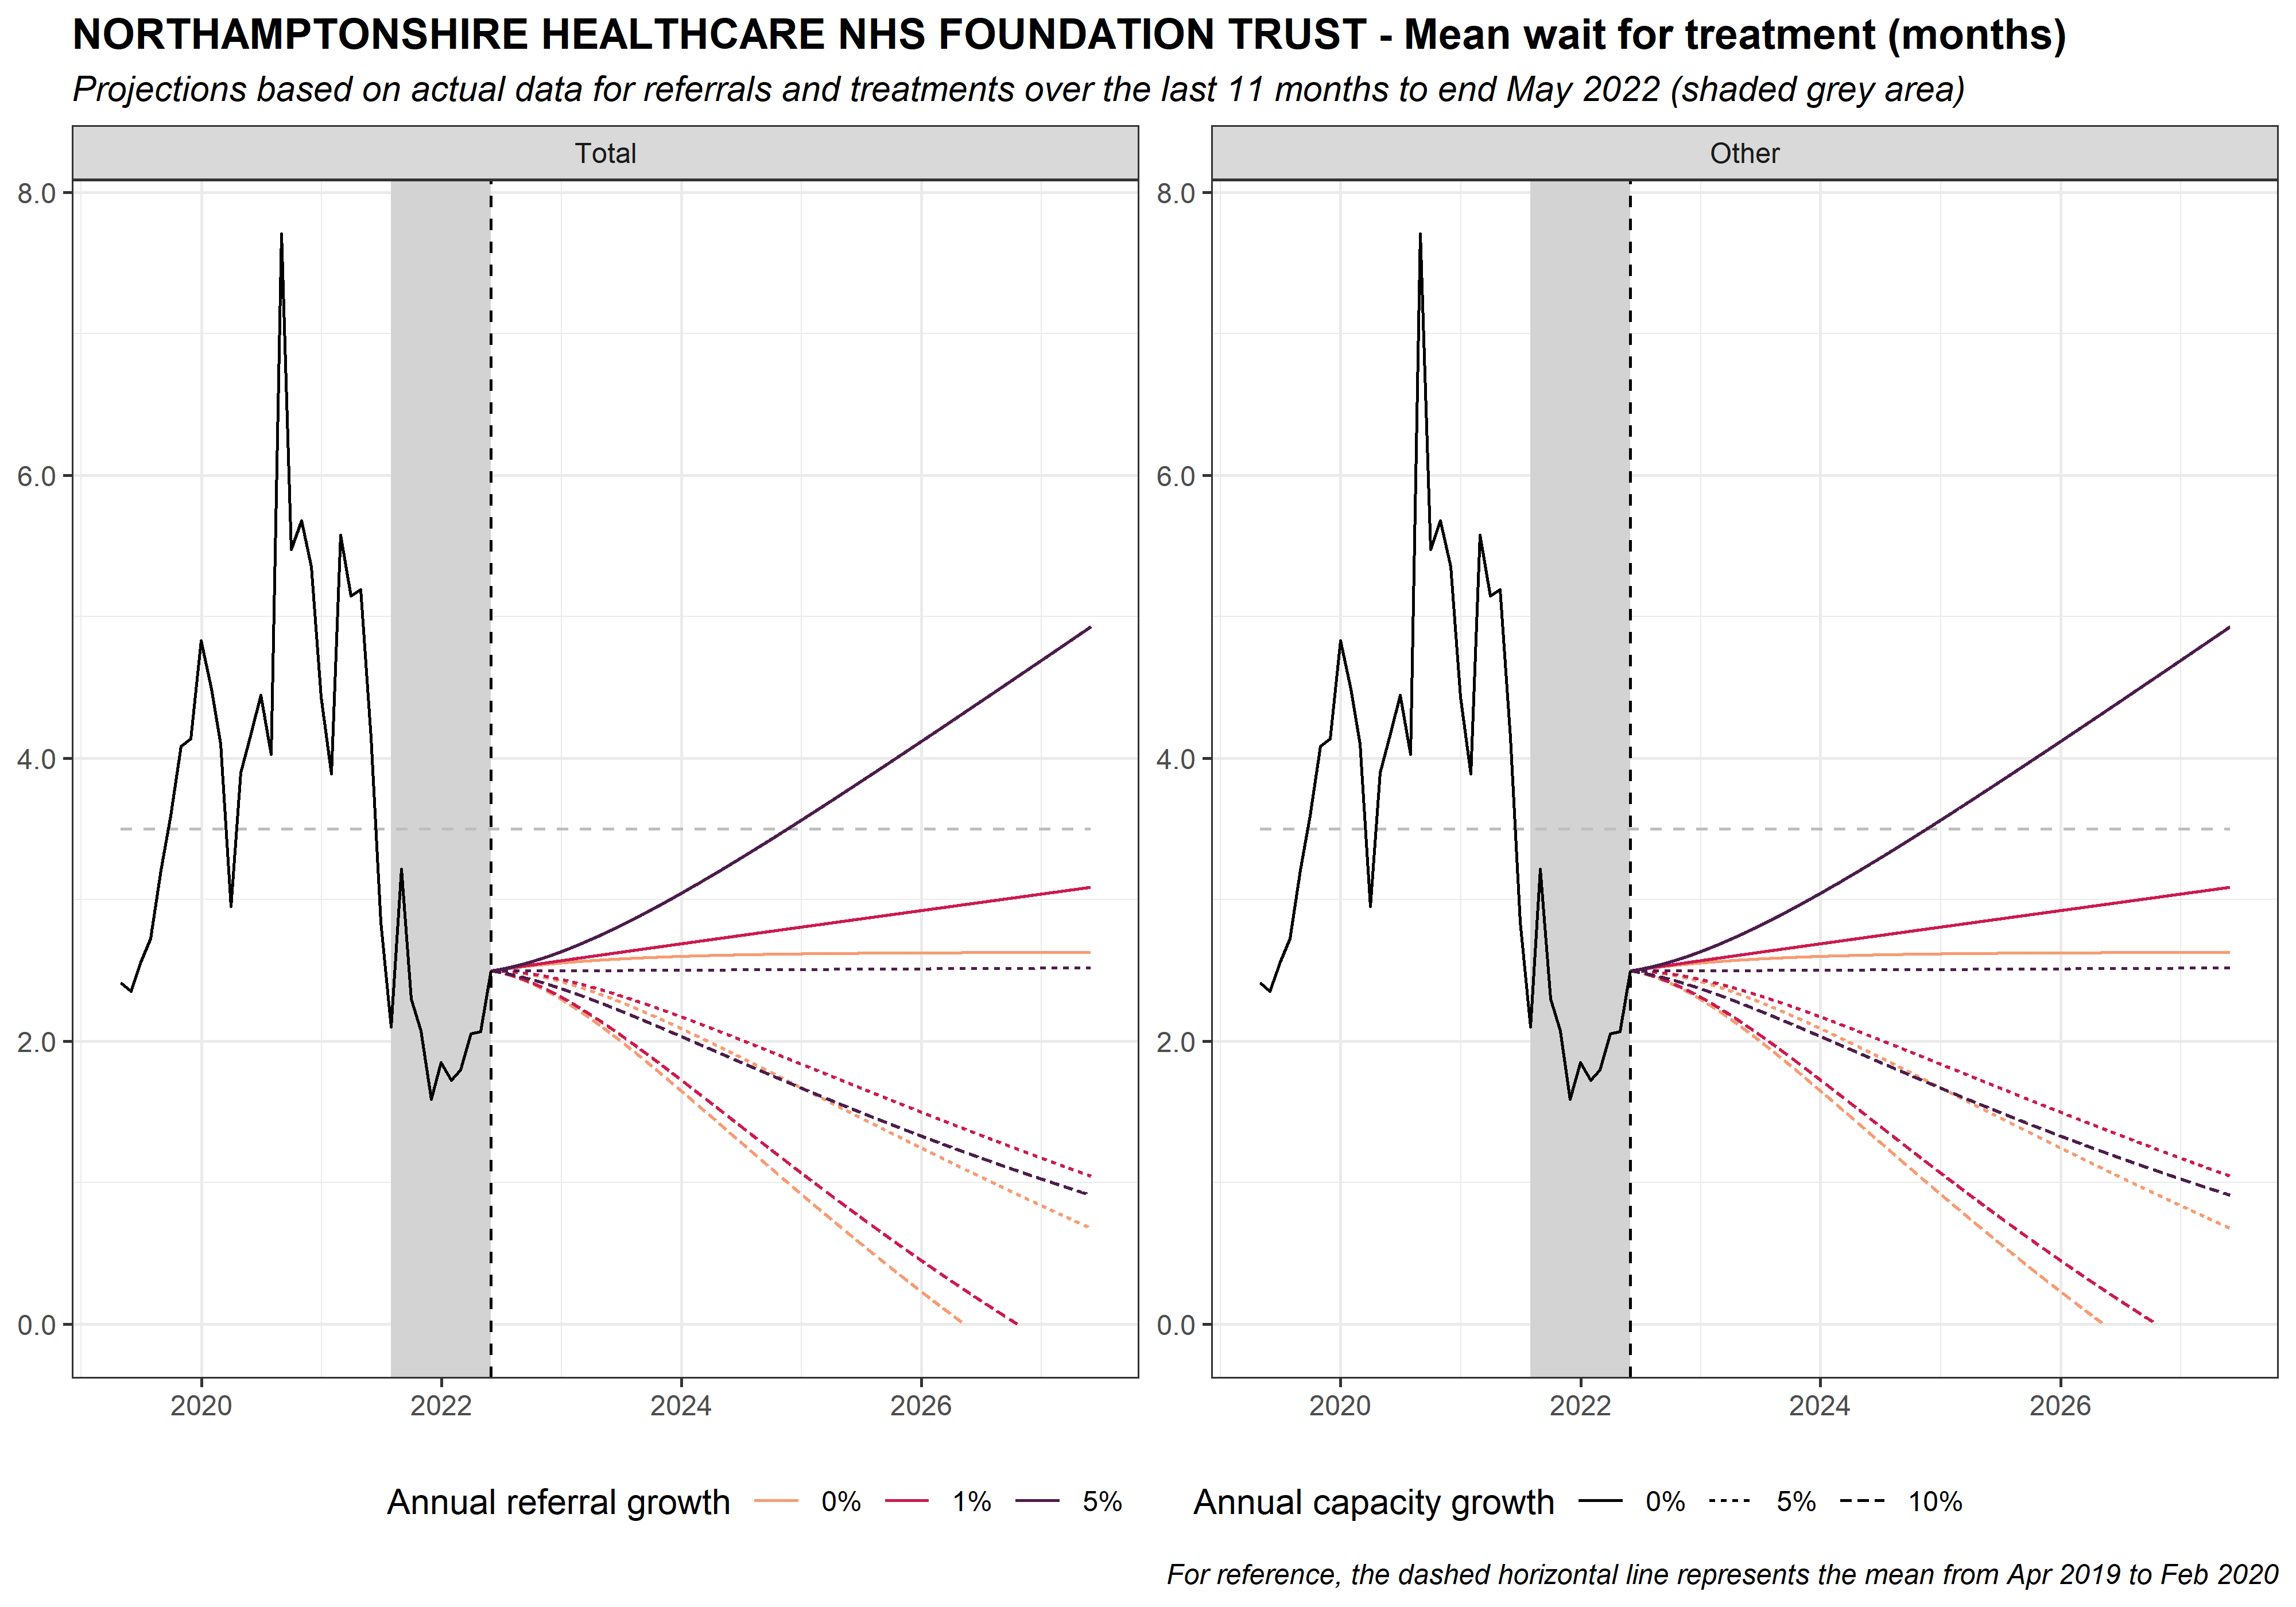 NORTHAMPTONSHIRE HEALTHCARE NHS FOUNDATION TRUST - Mean wait for treatment (months)
Projections based on actual data for referrals and treatments over the last 11 months to end May 2022 (shaded grey area)
Total
Other
8.0
6.0
4.0
2.0
0.0
8.0
6.0
4.0
2.0
0.0
2020 2022 2024 2026
2020 2022 2024 2026
Annual referral growth 0% 1% 5%
Annual capacity growth 0% 5% 10%
For reference, the dashed horizontal line represents the mean from Apr 2019 to Feb 2020